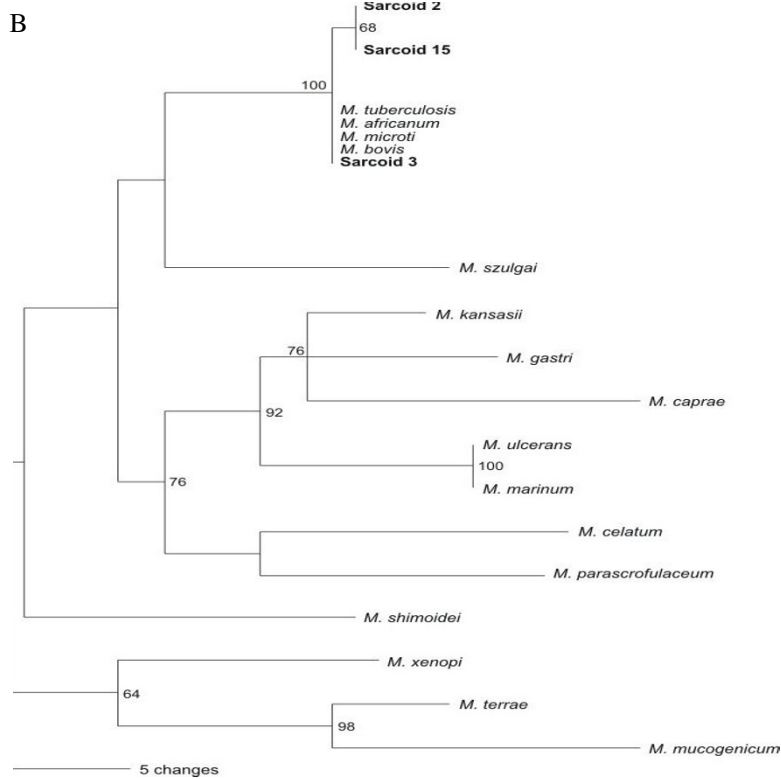 B
Sarcoid 2
68
Sarcoid 15
100
M. tuberculosis
M. africanum
M. microti
M. bovis
Sarcoid 3
M. szulgai
M. kansasii
76
M. gastri
M. caprae
92
M. ulcerans
100
M. marinum
76
M. celatum
M. parascrofulaceum
M. shimoidei
M. xenopi
64
M. terrae
98
M. mucogenicum
5 changes